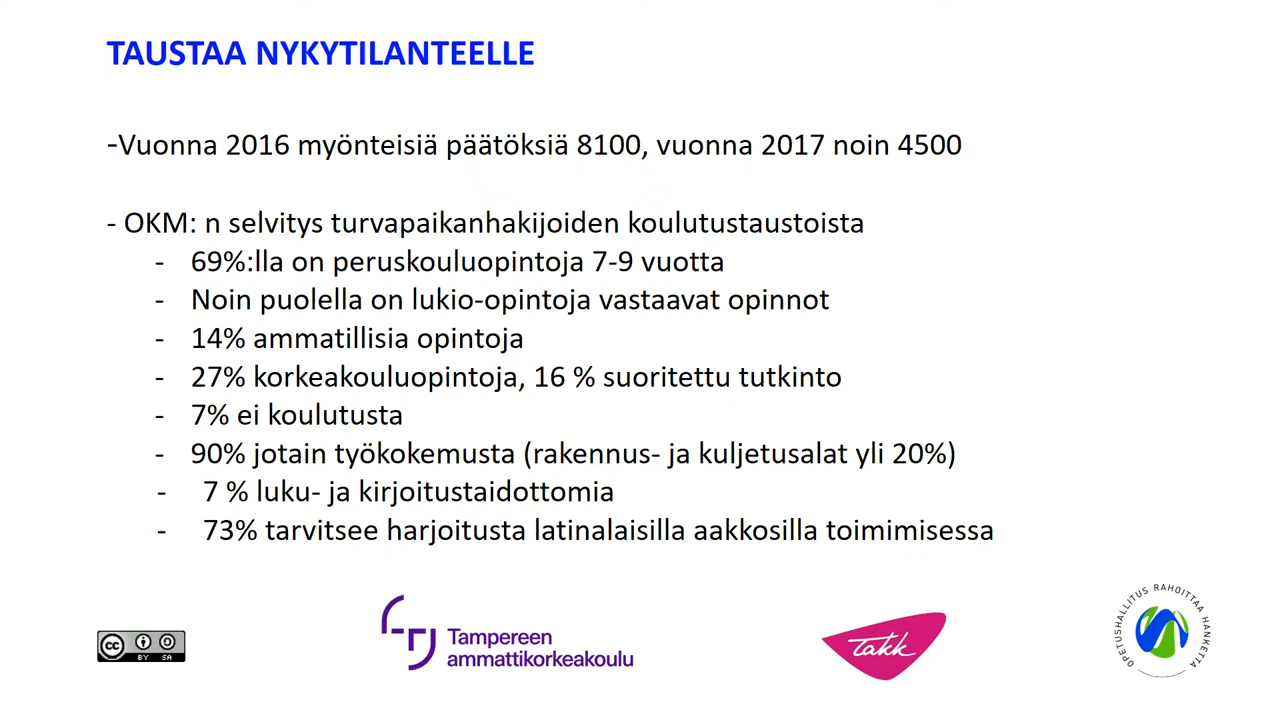 TAUSTAA NYKYTILANTEELLE
-Vuonna 2016 myönteisiä päätöksiä 8100, vuonna 2017 noin 4500
- OKM: n selvitys turvapaikanhakijoiden koulutustaustoista
- 69%:lla on peruskouluopintoja 7-9 vuotta
- Noin puolella on lukio-opintoja vastaavat opinnot
- 14% ammatillisia opintoja
- 27% korkeakouluopintoja, 16 % suoritettu tutkinto
- 7% ei koulutusta
- 90% jotain työkokemusta (rakennus- ja kuljetusalat yli 20%)
- 7 % luku- ja kirjoitustaidottomia
- 73% tarvitsee harjoitusta latinalaisilla aakkosilla toimimisessa
cc BY SA
Tampereen
ammattikorkeakoulu
Takk
OPETUSHALLITUS RAHOITTAA HANKETTA